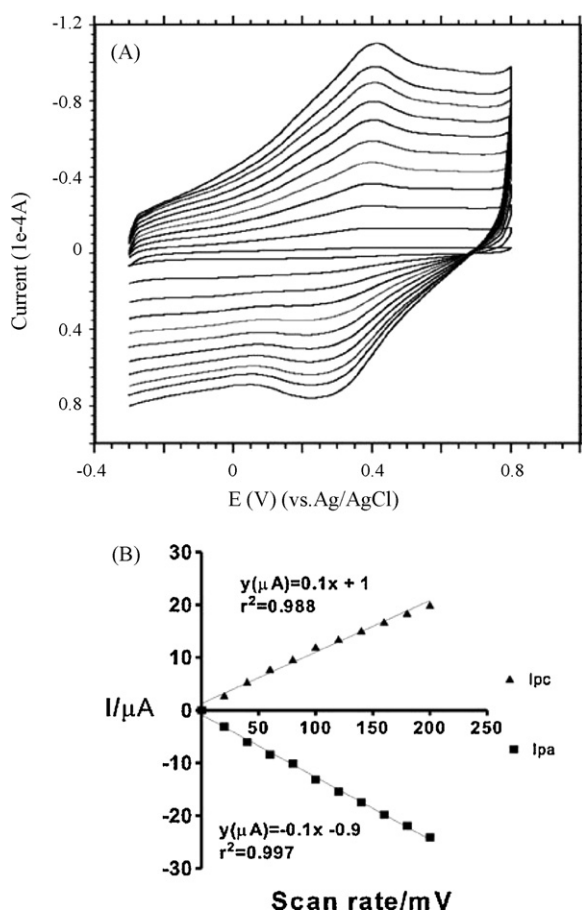 (A)
-1.2
-0.8
-0.4
0
0.4
0.8
Current (1e-4A)
-0.4
0
0.4
0.8
E (V) (vs.Ag/AgCl)
(B)
30
20
10
0
-10
-20
-30
I/μA
y(μA)=0.1x + 1
r²=0.988
50 100 150 200 250
Ipc
Ipa
y(μA)=-0.1x -0.9
r²=0.997
Scan rate/mV